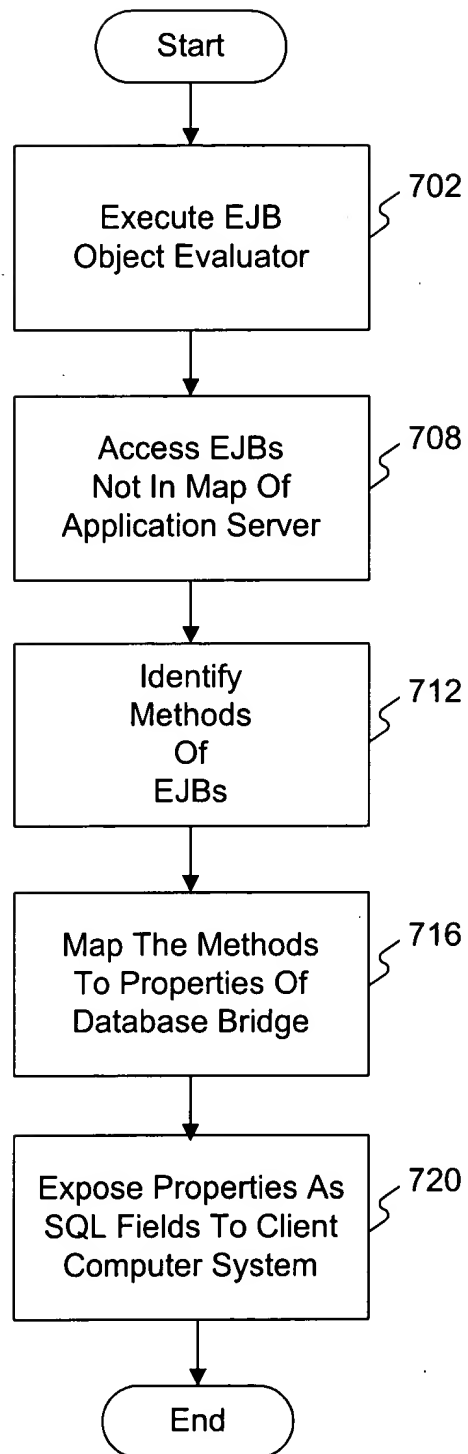 Start
702
Execute EJB
Object Evaluator
708
Access EJBs
Not In Map Of
Application Server
712
Identify
Methods
Of
EJBs
716
Map The Methods
To Properties Of
Database Bridge
720
Expose Properties As
SQL Fields To Client
Computer System
End